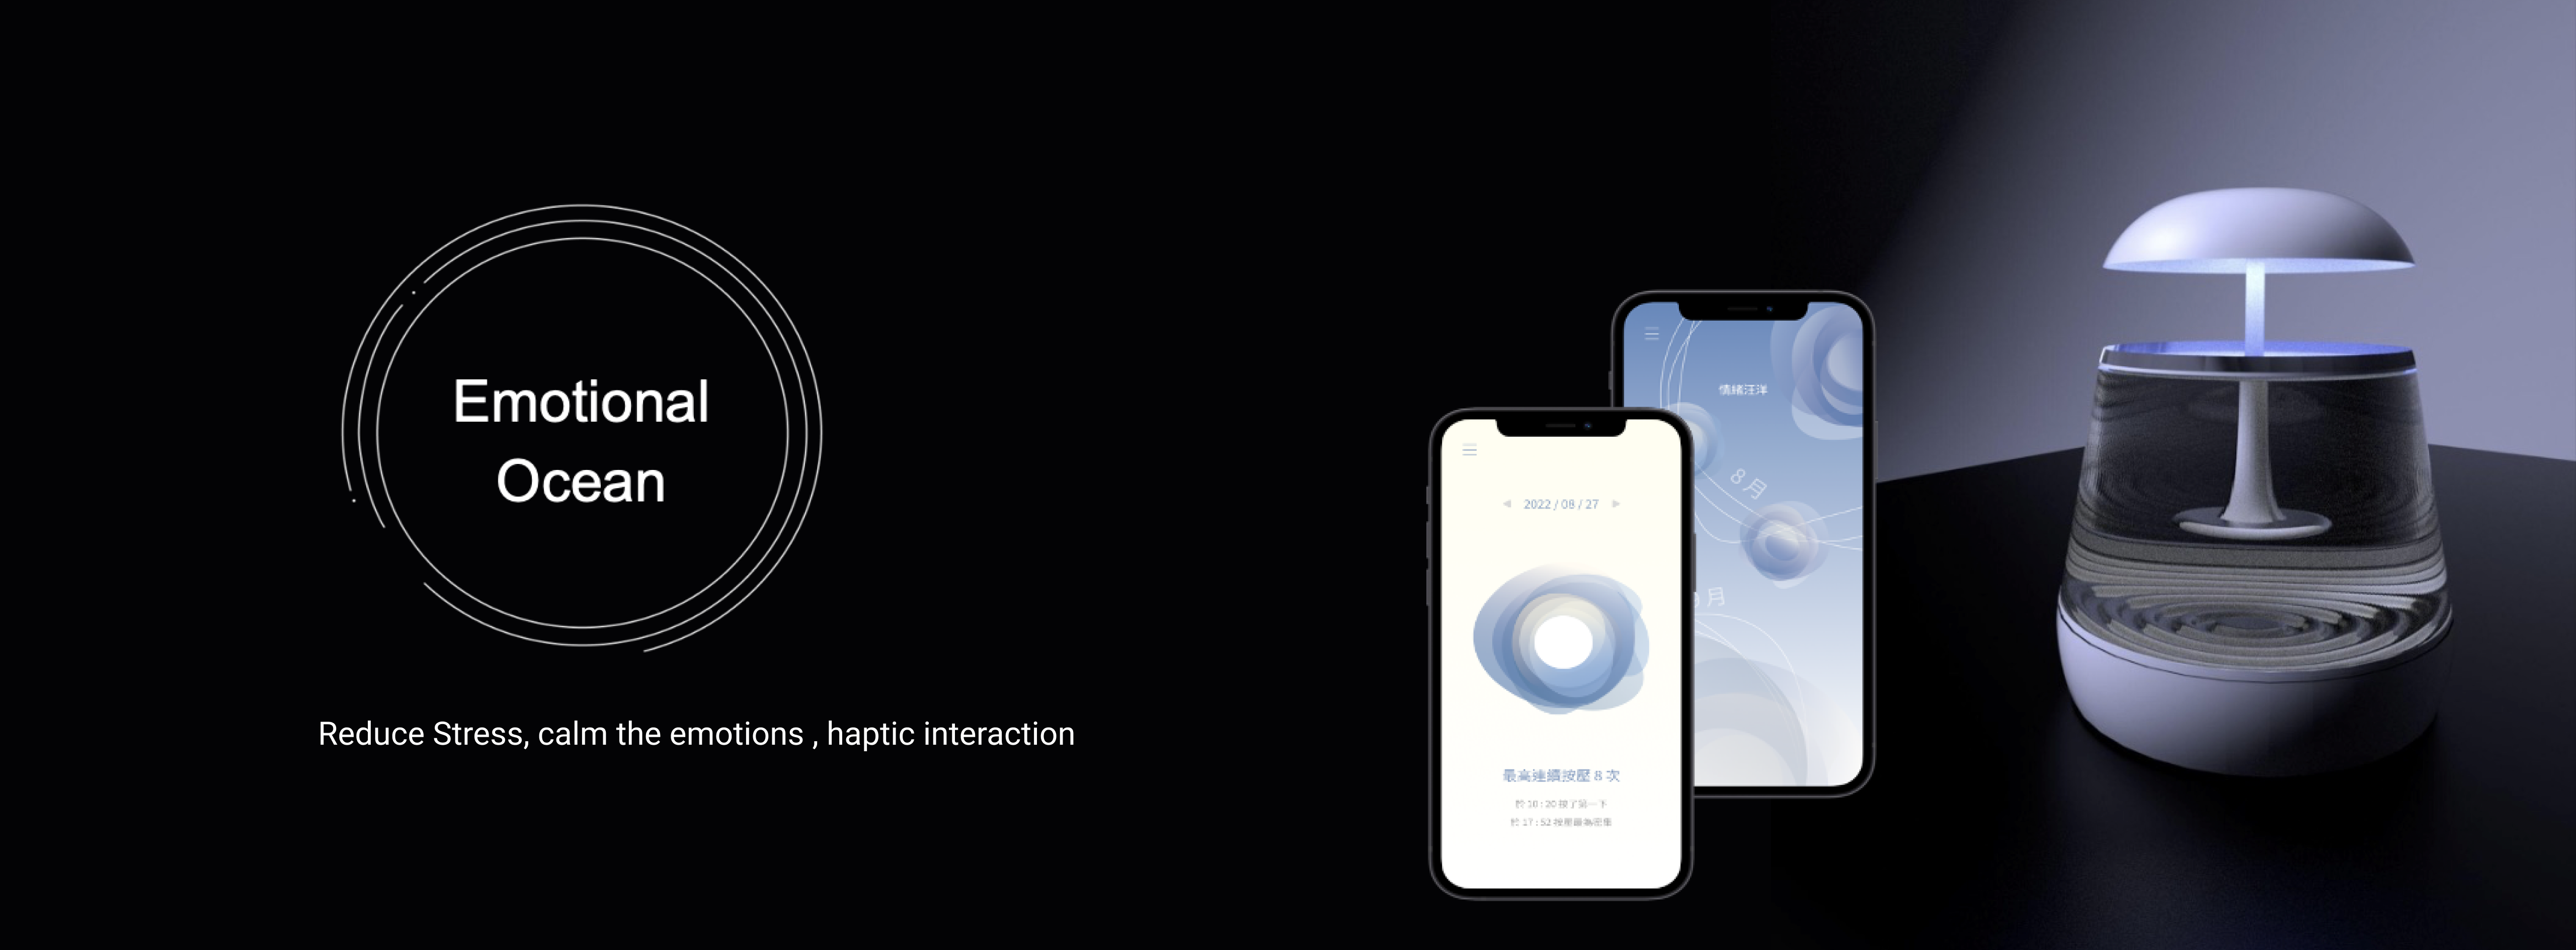 Emotional
Ocean
Reduce Stress, calm the emotions , haptic interaction
情緒汪洋
8月
9月
2022 / 08 / 27
最高連續按壓 8 次
於 10 : 20 按了第一下
於 17 : 52 按壓最為密集